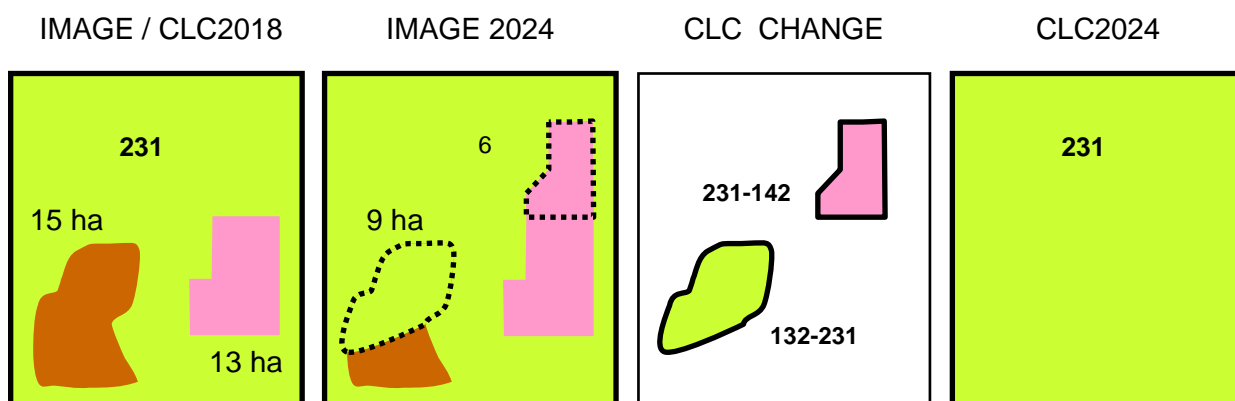 IMAGE / CLC2018
IMAGE 2024
CLC CHANGE
CLC2024
231
15 ha
13 ha
6
9 ha
231-142
132-231
231